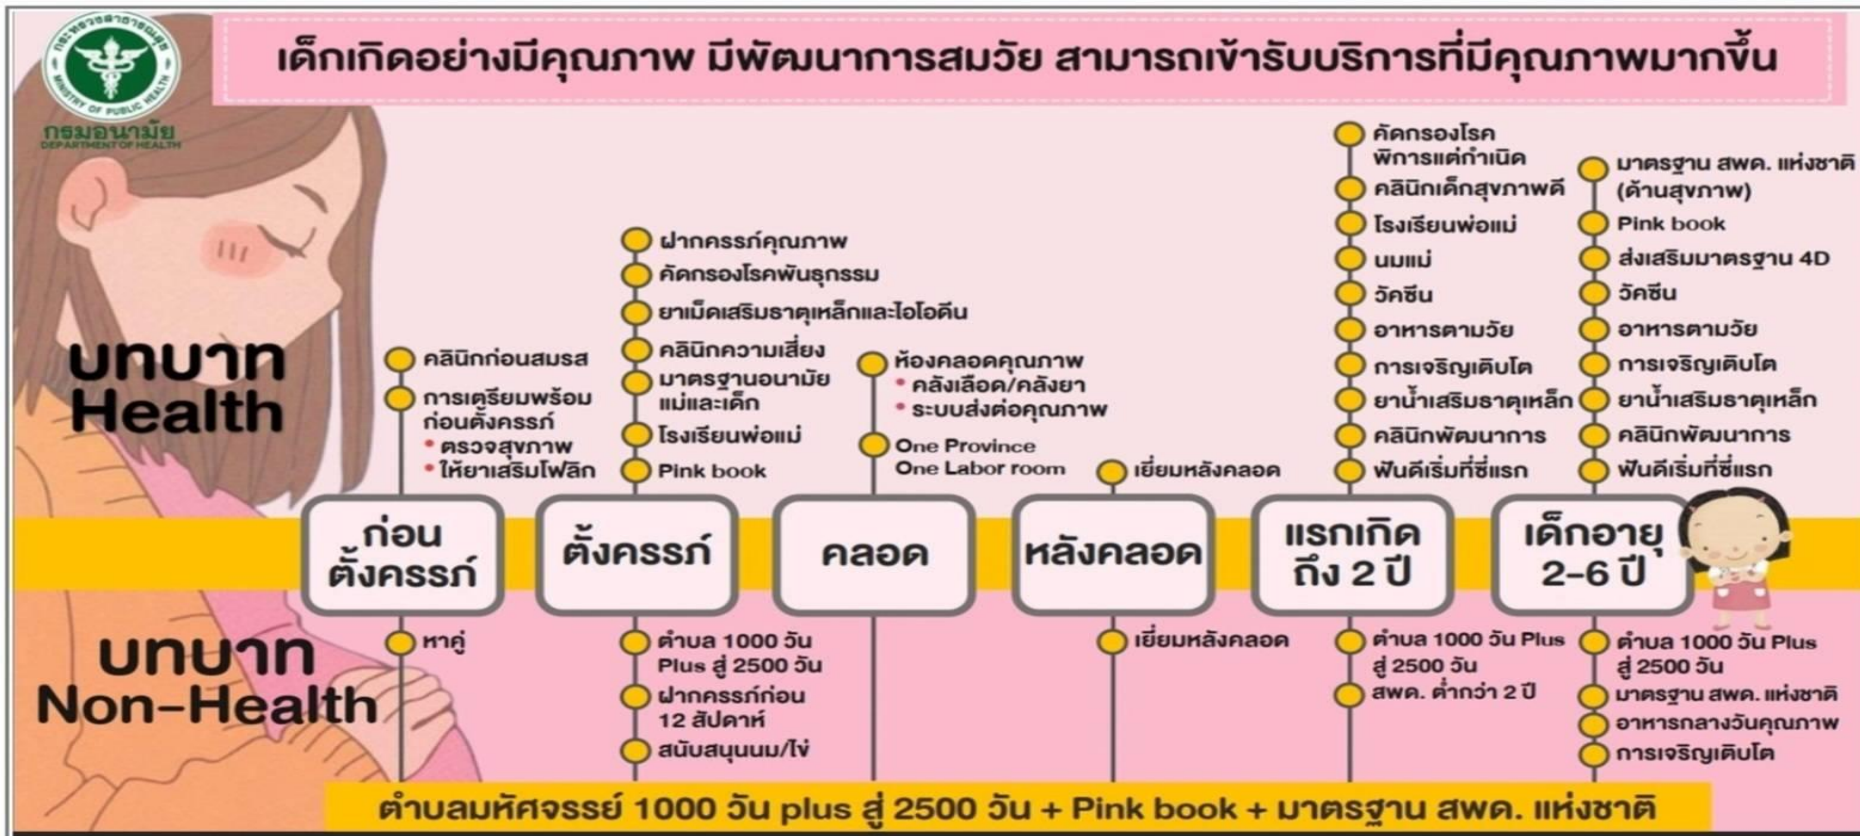 กระทรวงสาธารณสุข
MINISTRY OF PUBLIC HEALTH
กรมอนามัย
DEPARTMENT OF HEALTH
เด็กเกิดอย่างมีคุณภาพ มีพัฒนาการสมวัย สามารถเข้ารับบริการที่มีคุณภาพมากขึ้น
บทบาท
Health
คลินิกก่อนสมรส
การเตรียมพร้อม
ก่อนตั้งครรภ์
• ตรวจสุขภาพ
• ให้ยาเสริมโฟลิก
ก่อน
ตั้งครรภ์
ฝากครรภ์คุณภาพ
คัดกรองโรคพันธุกรรม
ยาเม็ดเสริมธาตุเหล็กและไอโอดีน
คลินิกความเสี่ยง
มาตรฐานอนามัย
แม่และเด็ก
โรงเรียนพ่อแม่
Pink book
ตั้งครรภ์
ห้องคลอดคุณภาพ
• คลังเลือด/คลังยา
• ระบบส่งต่อคุณภาพ
One Province
One Labor room
คลอด
เยี่ยมหลังคลอด
หลังคลอด
คัดกรองโรค
พิการแต่กำเนิด
คลินิกเด็กสุขภาพดี
โรงเรียนพ่อแม่
นมแม่
วัคซีน
อาหารตามวัย
การเจริญเติบโต
ยาน้ำเสริมธาตุเหล็ก
คลินิกพัฒนาการ
ฟันดีเริ่มที่ซี่แรก
แรกเกิด
ถึง 2 ปี
มาตรฐาน สพด. แห่งชาติ
(ด้านสุขภาพ)
Pink book
ส่งเสริมมาตรฐาน 4D
วัคซีน
อาหารตามวัย
การเจริญเติบโต
ยาน้ำเสริมธาตุเหล็ก
คลินิกพัฒนาการ
ฟันดีเริ่มที่ซี่แรก
เด็กอายุ
2-6 ปี
บทบาท
Non-Health
หาคู่
ตำบล 1000 วัน
Plus สู่ 2500 วัน
ฝากครรภ์ก่อน
12 สัปดาห์
สนับสนุนนม/ไข่
เยี่ยมหลังคลอด
ตำบล 1000 วัน Plus
สู่ 2500 วัน
สพด. ต่ำกว่า 2 ปี
ตำบล 1000 วัน Plus
สู่ 2500 วัน
มาตรฐาน สพด. แห่งชาติ
อาหารกลางวันคุณภาพ
การเจริญเติบโต
ตำบลมหัศจรรย์ 1000 วัน plus สู่ 2500 วัน + Pink book + มาตรฐาน สพด. แห่งชาติ